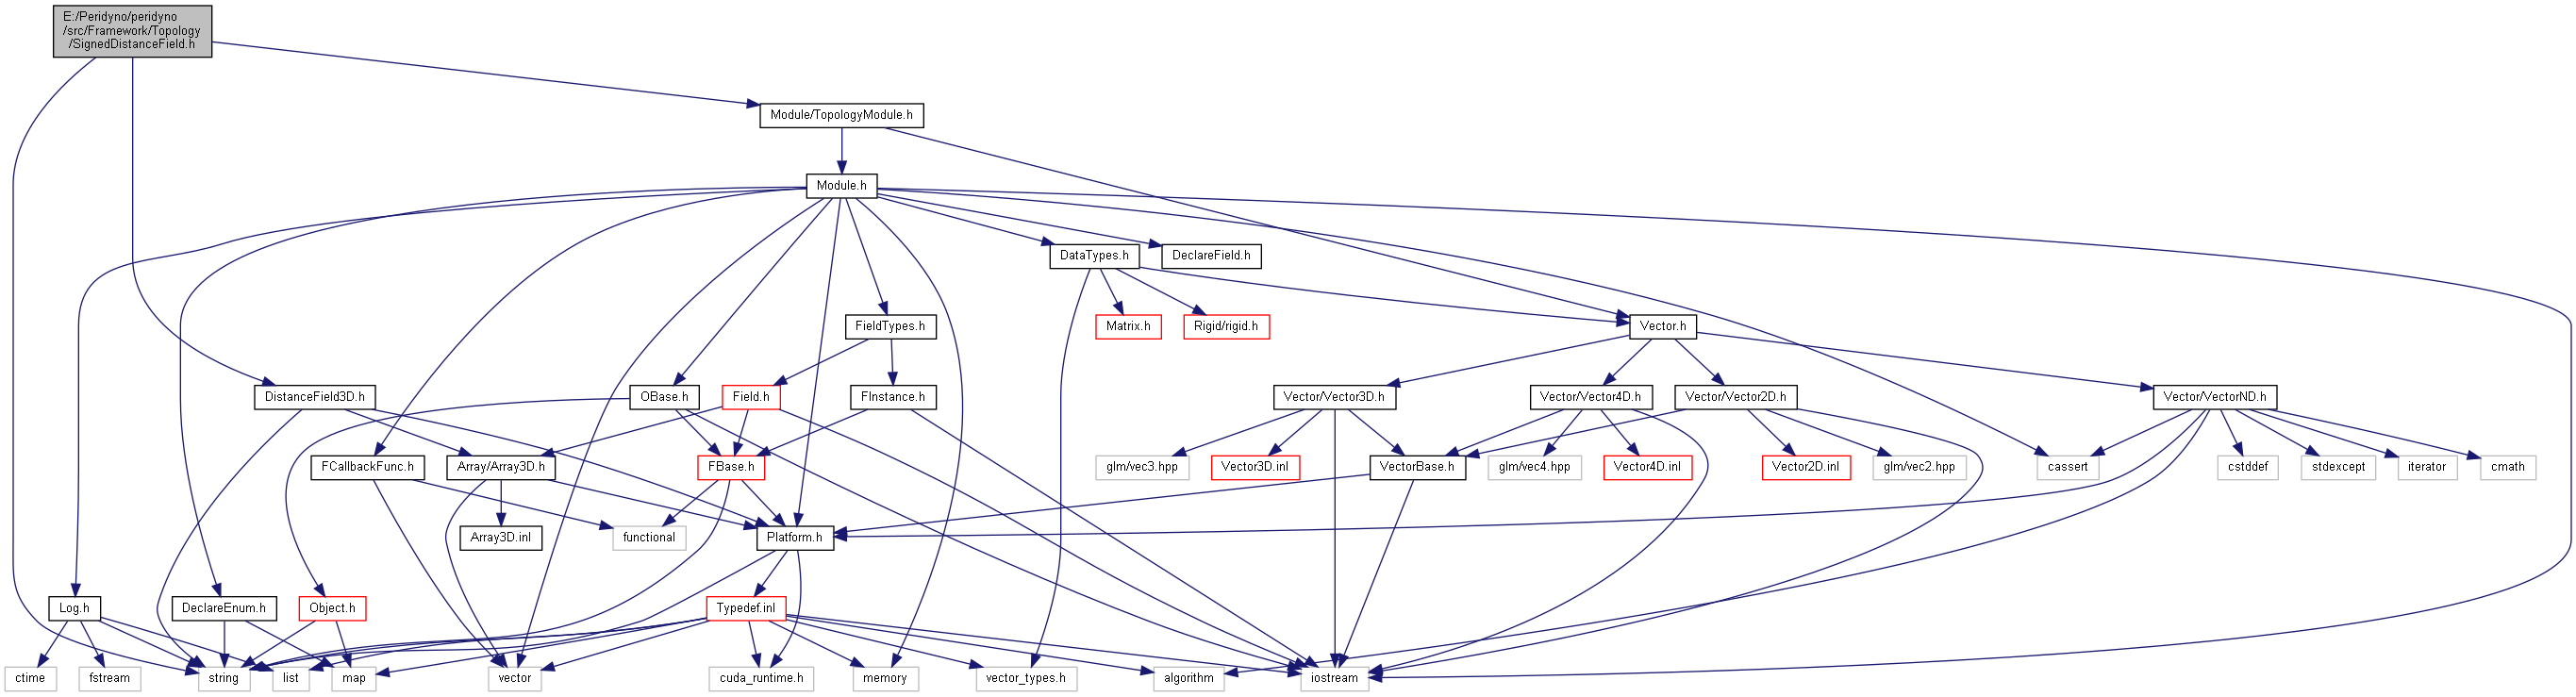 E:/Peridyno/peridyno
/src/Framework/Topology
/SignedDistanceField.h
Module/TopologyModule.h
Module.h
DataTypes.h
DeclareField.h
FieldTypes.h
Matrix.h
Rigid/rigid.h
Vector.h
DistanceField3D.h
OBase.h
Field.h
FInstance.h
Vector/Vector3D.h
Vector/Vector4D.h
Vector/Vector2D.h
Vector/VectorND.h
FCallbackFunc.h
Array/Array3D.h
FBase.h
glm/vec3.hpp
Vector3D.inl
VectorBase.h
glm/vec4.hpp
Vector4D.inl
Vector2D.inl
glm/vec2.hpp
cassert
cstddef
stdexcept
iterator
cmath
Array3D.inl
functional
Platform.h
Log.h
DeclareEnum.h
Object.h
Typedef.inl
ctime
fstream
string
list
map
vector
cuda_runtime.h
memory
vector_types.h
algorithm
iostream